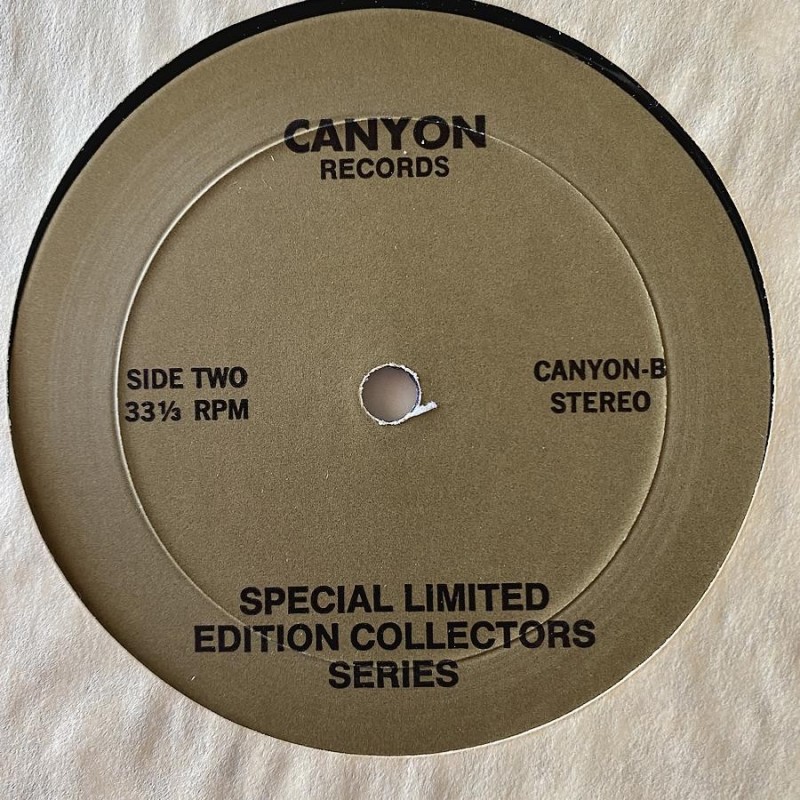 CANYON
RECORDS
SIDE TWO
33⅓ RPM
CANYON-B
STEREO
SPECIAL LIMITED
EDITION COLLECTORS
SERIES